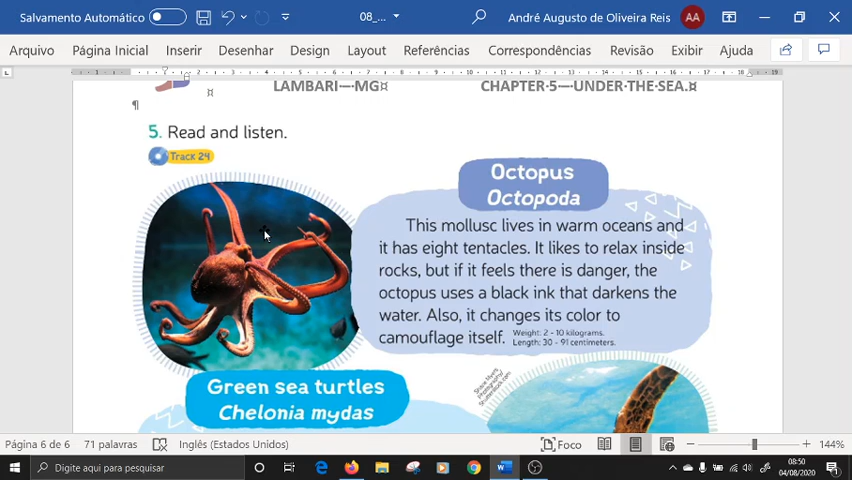 Salvamento Automático
08_...
André Augusto de Oliveira Reis
AA
Arquivo
Página Inicial
Inserir
Desenhar
Design
Layout
Referências
Correspondências
Revisão
Exibir
Ajuda
LAMBARI—·MG¤
CHAPTER·5—·UNDER·THE·SEA.¤
¤
¶
5. Read and listen.
Track 24
Octopus
Octopoda
This mollusc lives in warm oceans and
it has eight tentacles. It likes to relax inside
rocks, but if it feels there is danger, the
octopus uses a black ink that darkens the
water. Also, it changes its color to
camouflage itself.
Weight: 2 - 10 kilograms.
Length: 30 - 91 centimeters.
Green sea turtles
Chelonia mydas
Shane Myers
Photography/
Shutterstock.com
Página 6 de 6
71 palavras
Inglês (Estados Unidos)
Foco
144%
Digite aqui para pesquisar
08:50
04/08/2020